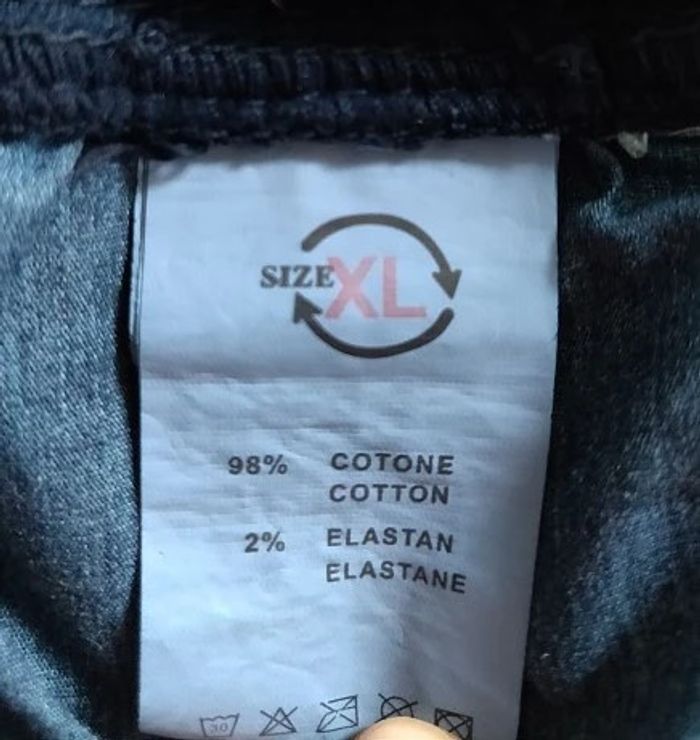 SIZE XL
98% COTONE
COTTON
2% ELASTAN
ELASTANE
30